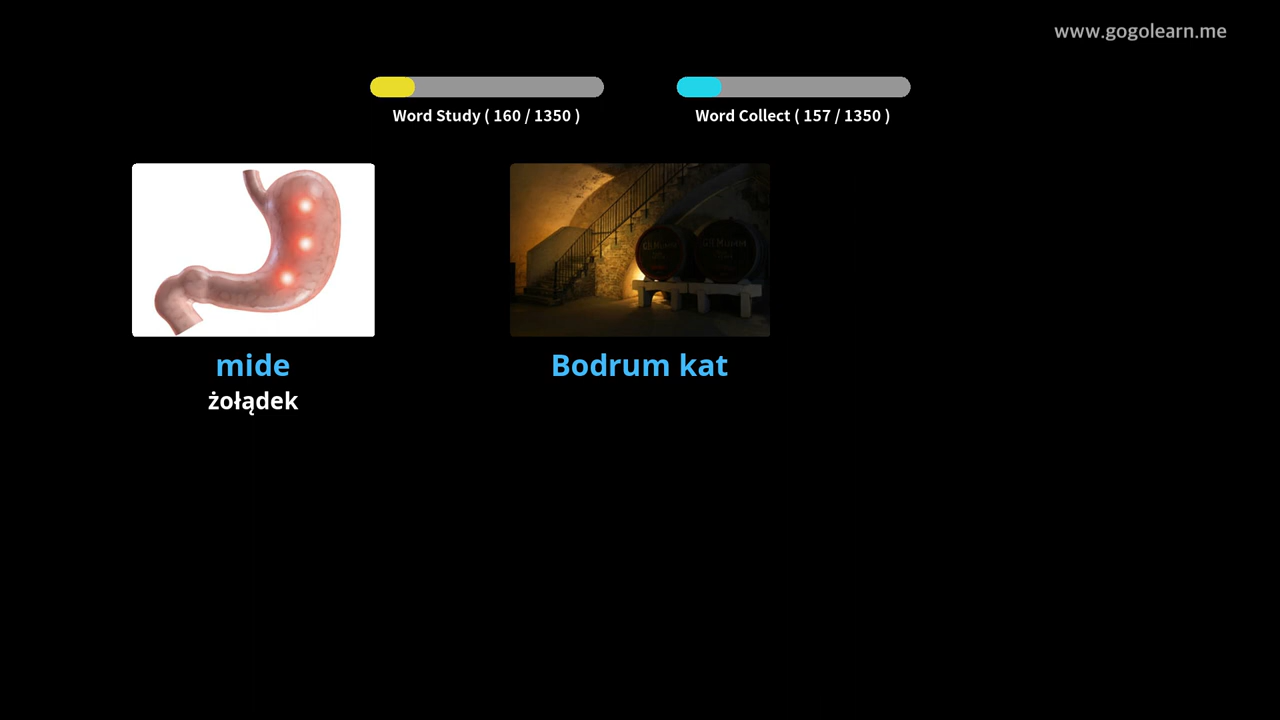 www.gogolearn.me
Word Study ( 160 / 1350 )
Word Collect ( 157 / 1350 )
mide
żołądek
Bodrum kat